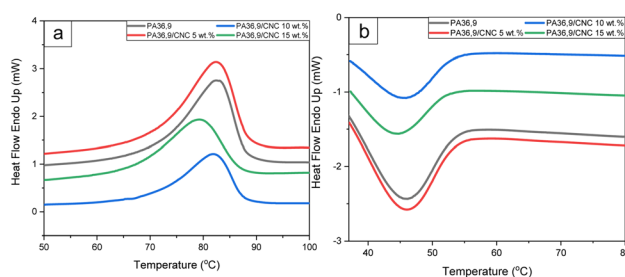 a
PA36,9
PA36,9/CNC 5 wt.%
PA36,9/CNC 10 wt.%
PA36,9/CNC 15 wt.%
Heat Flow Endo Up (mW)
4
3
2
1
0
50 60 70 80 90 100
Temperature (°C)
b
PA36,9
PA36,9/CNC 5 wt.%
PA36,9/CNC 10 wt.%
PA36,9/CNC 15 wt.%
Heat Flow Endo Up (mW)
0
-1
-2
-3
40 50 60 70 80
Temperature (°C)